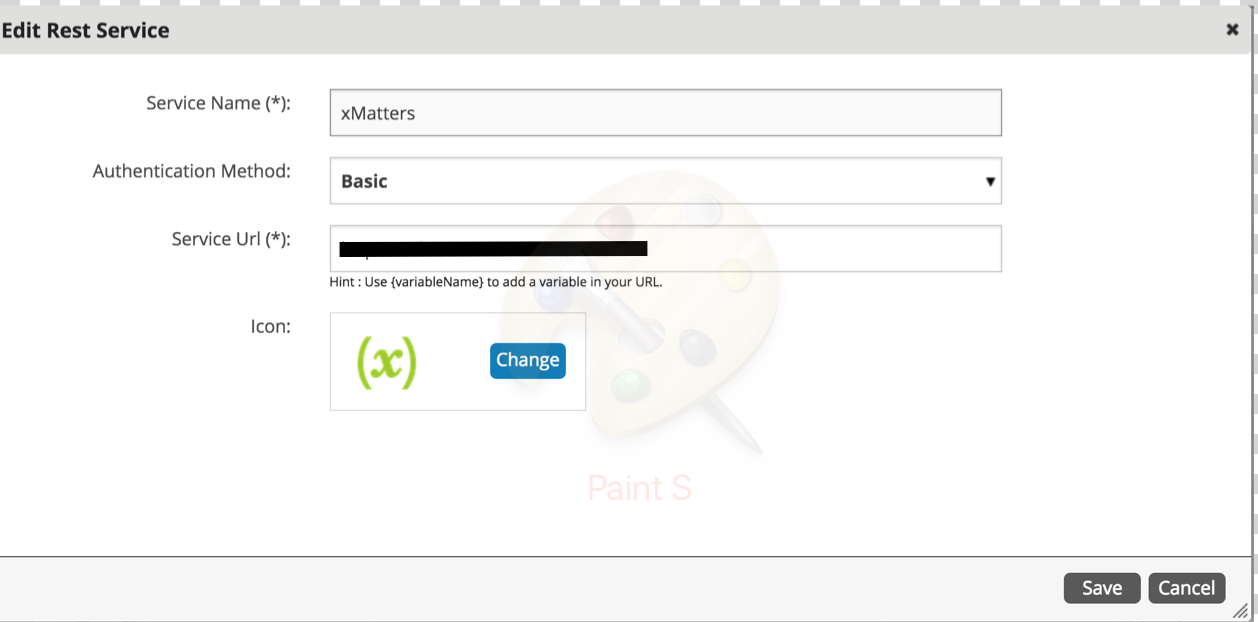 Edit Rest Service
✖
Service Name (*):
xMatters
Authentication Method:
Basic
Service Url (*):
Hint : Use {variableName} to add a variable in your URL.
Icon:
(x)
Change
Paint S
Save
Cancel